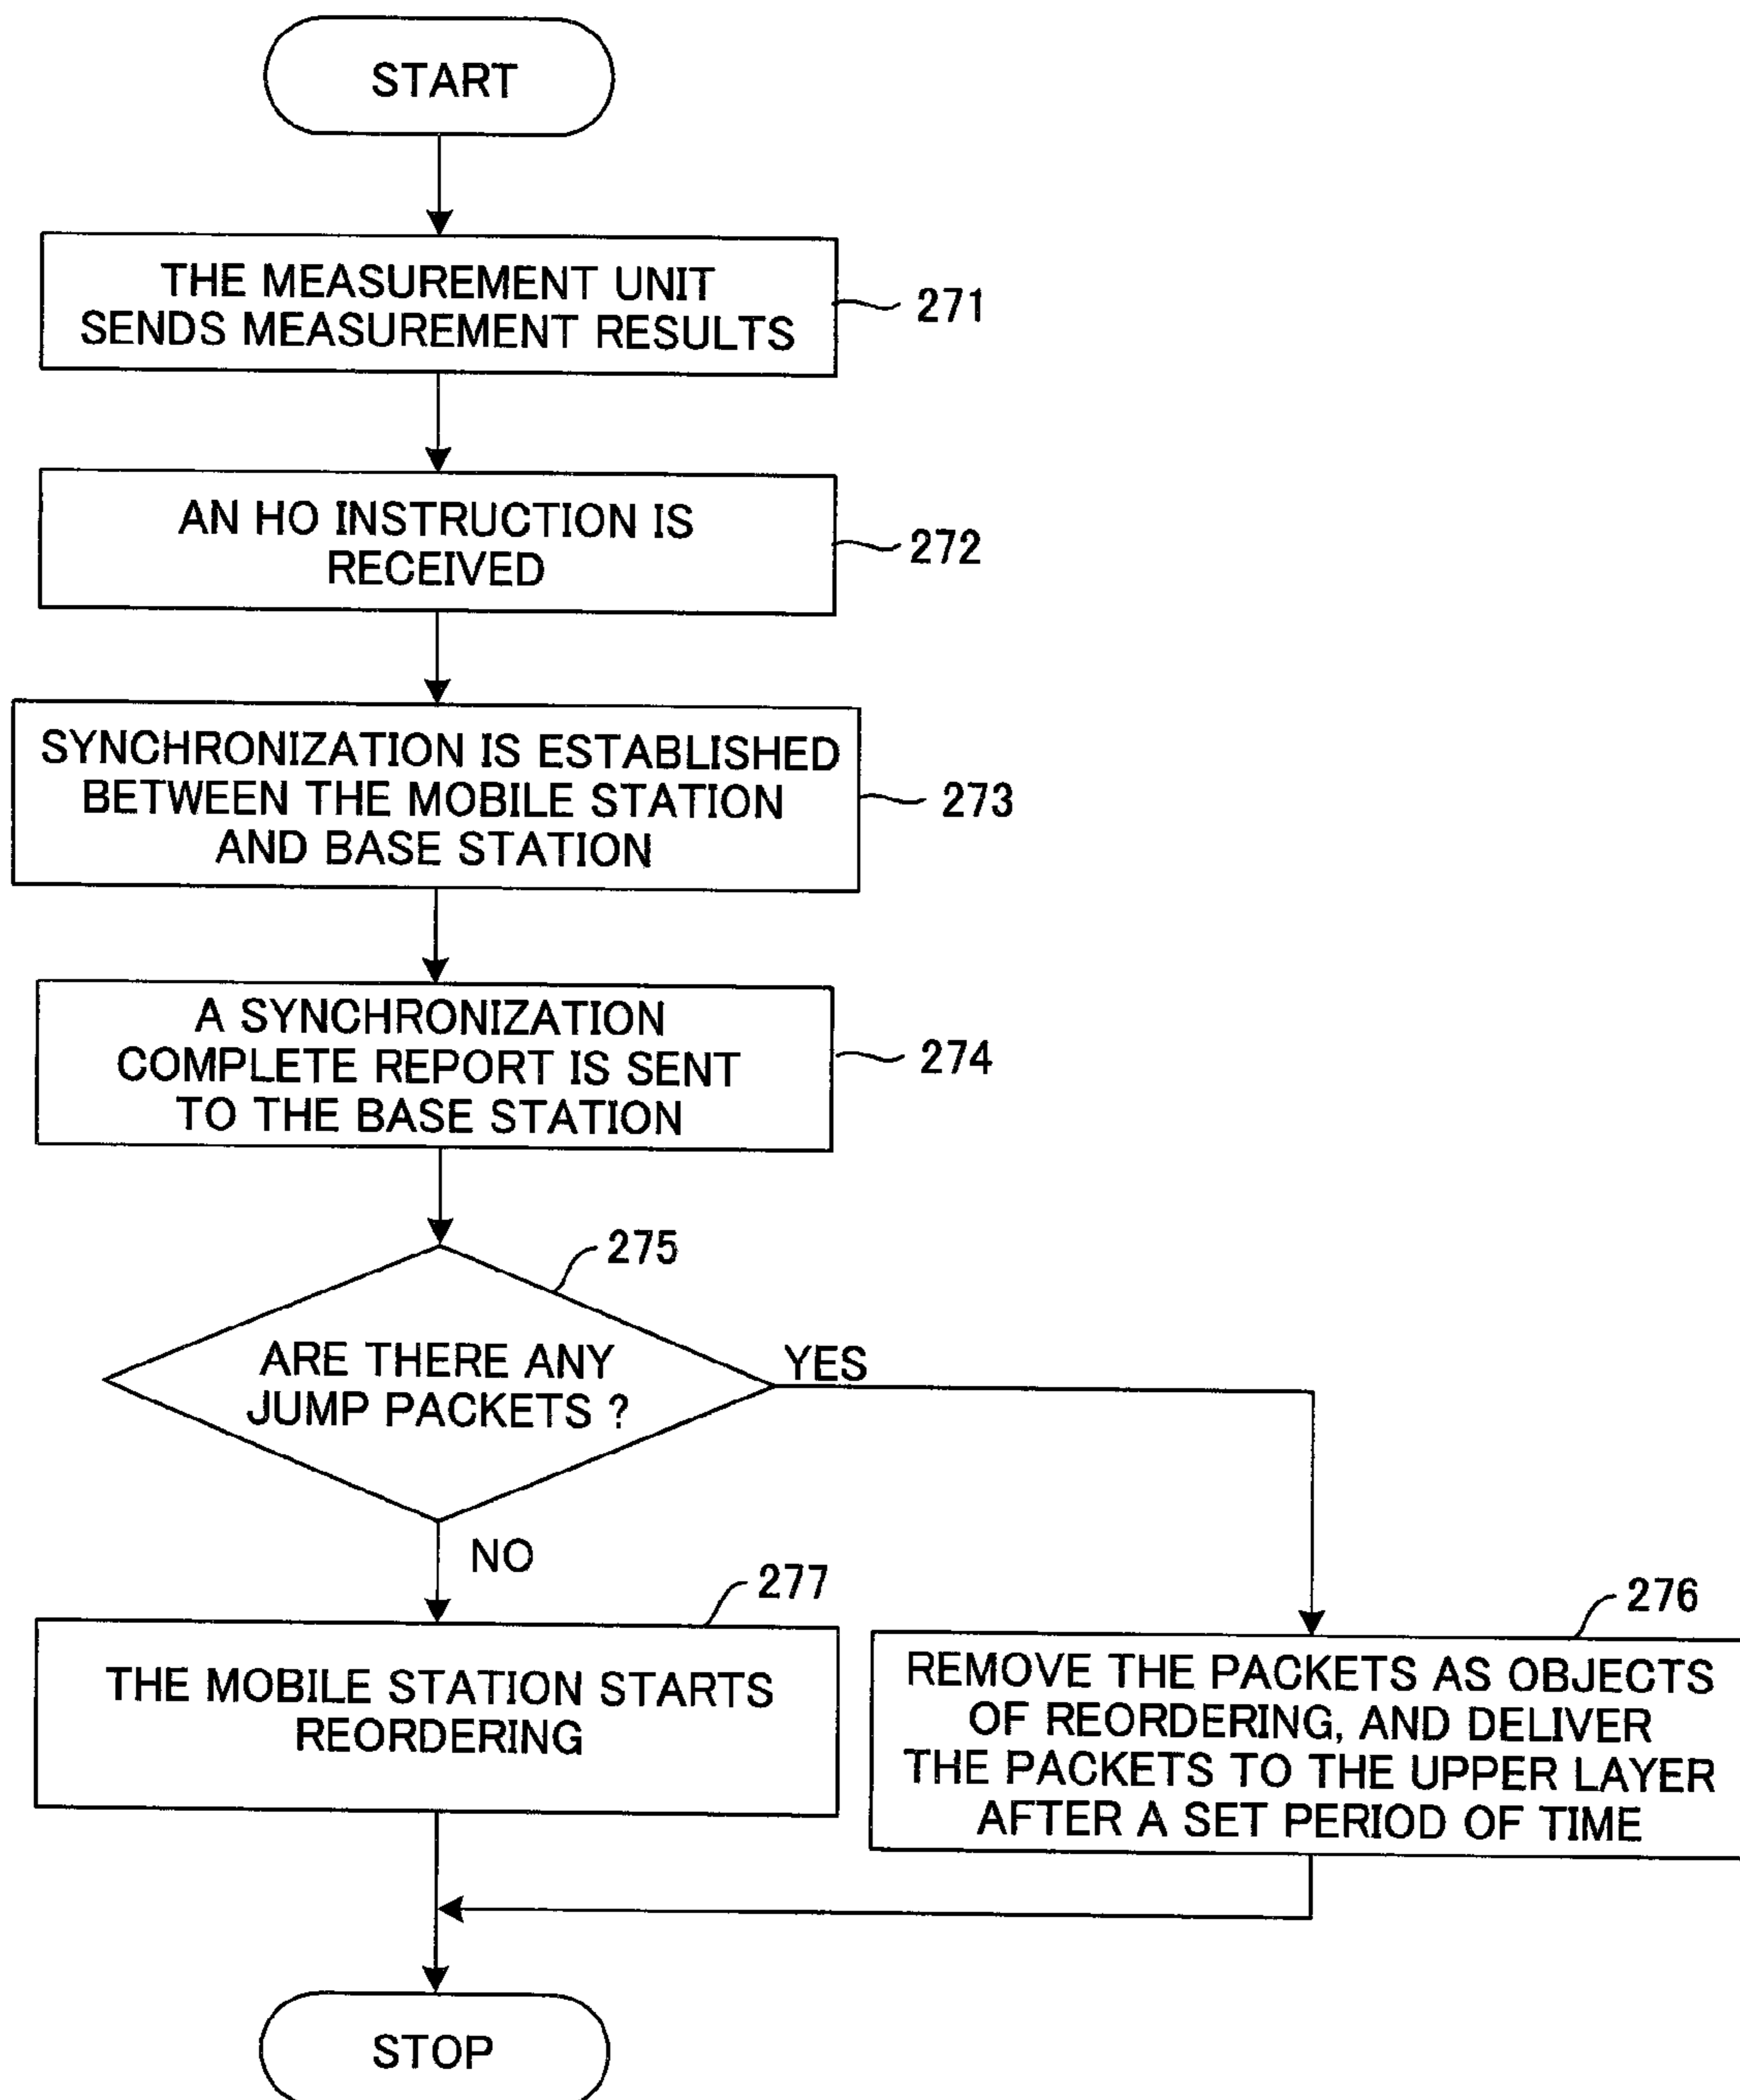 START
THE MEASUREMENT UNIT
SENDS MEASUREMENT RESULTS
271
AN HO INSTRUCTION IS
RECEIVED
272
SYNCHRONIZATION IS ESTABLISHED
BETWEEN THE MOBILE STATION
AND BASE STATION
273
A SYNCHRONIZATION
COMPLETE REPORT IS SENT
TO THE BASE STATION
274
275
ARE THERE ANY
JUMP PACKETS ?
YES
NO
277
THE MOBILE STATION STARTS
REORDERING
276
REMOVE THE PACKETS AS OBJECTS
OF REORDERING, AND DELIVER
THE PACKETS TO THE UPPER LAYER
AFTER A SET PERIOD OF TIME
STOP